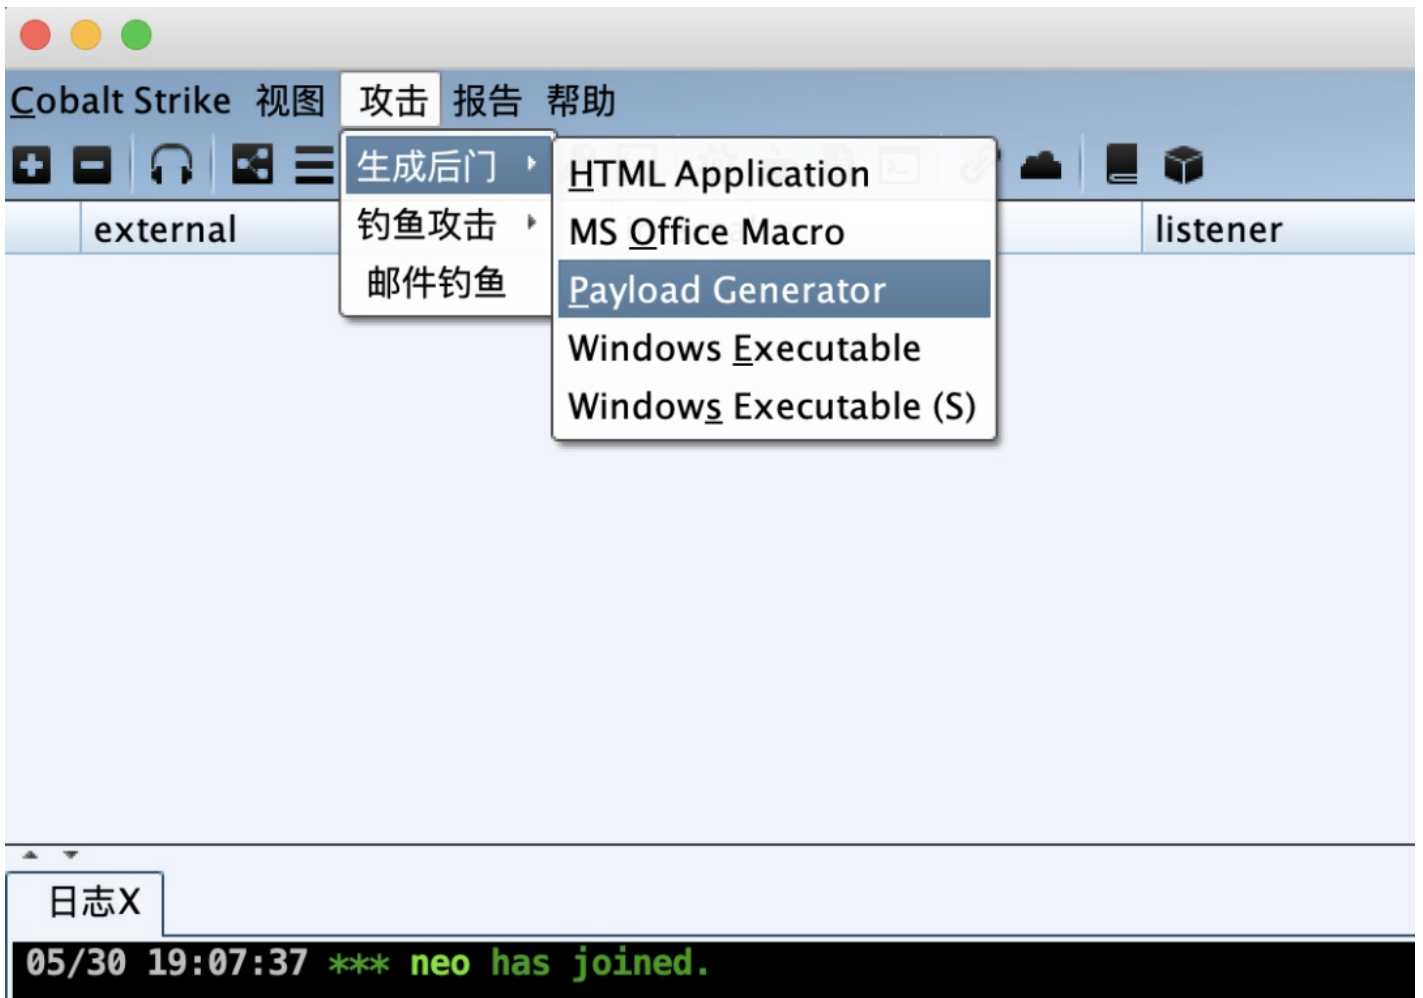 Cobalt Strike 视图 攻击 报告 帮助
生成后门
钓鱼攻击
邮件钓鱼
HTML Application
MS Office Macro
Payload Generator
Windows Executable
Windows Executable (S)
external
listener
日志X
05/30 19:07:37 *** neo has joined.